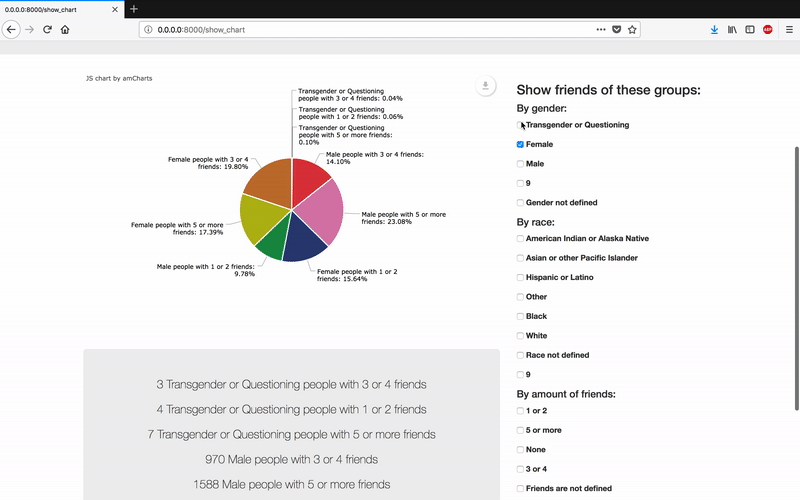 0.0.0.0:8000/show_chart
0.0.0.0:8000/show_chart
ABP
JS chart by amCharts
Transgender or Questioning
people with 3 or 4 friends: 0.04%
Transgender or Questioning
people with 1 or 2 friends: 0.06%
Transgender or Questioning
people with 5 or more friends:
0.10%
Male people with 3 or 4 friends:
14.10%
Female people with 3 or 4
friends: 19.80%
Male people with 5 or more
friends: 23.08%
Female people with 5 or more
friends: 17.39%
Male people with 1 or 2 friends:
9.78%
Female people with 1 or 2
friends: 15.64%
3 Transgender or Questioning people with 3 or 4 friends
4 Transgender or Questioning people with 1 or 2 friends
7 Transgender or Questioning people with 5 or more friends
970 Male people with 3 or 4 friends
1588 Male people with 5 or more friends
Show friends of these groups:
By gender:
Transgender or Questioning
Female
Male
9
Gender not defined
By race:
American Indian or Alaska Native
Asian or other Pacific Islander
Hispanic or Latino
Other
Black
White
Race not defined
9
By amount of friends:
1 or 2
5 or more
None
3 or 4
Friends are not defined